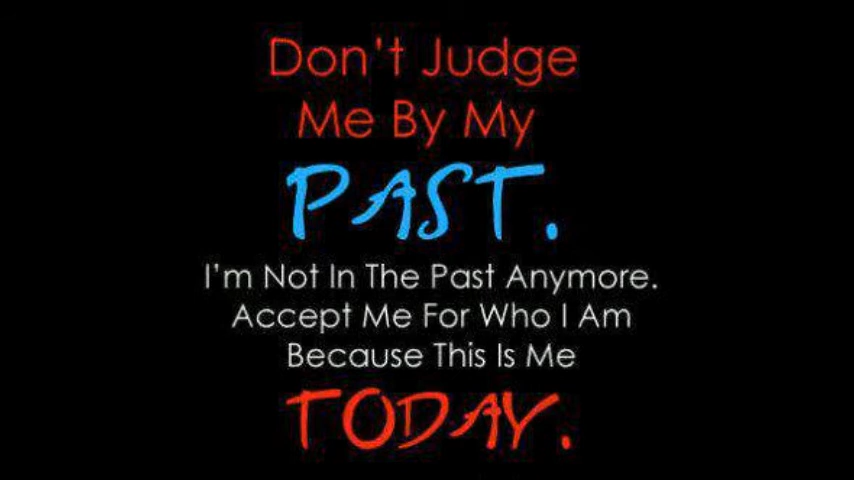 Don't Judge
Me By My
PAST.
I'm Not In The Past Anymore.
Accept Me For Who I Am
Because This Is Me
TODAY.